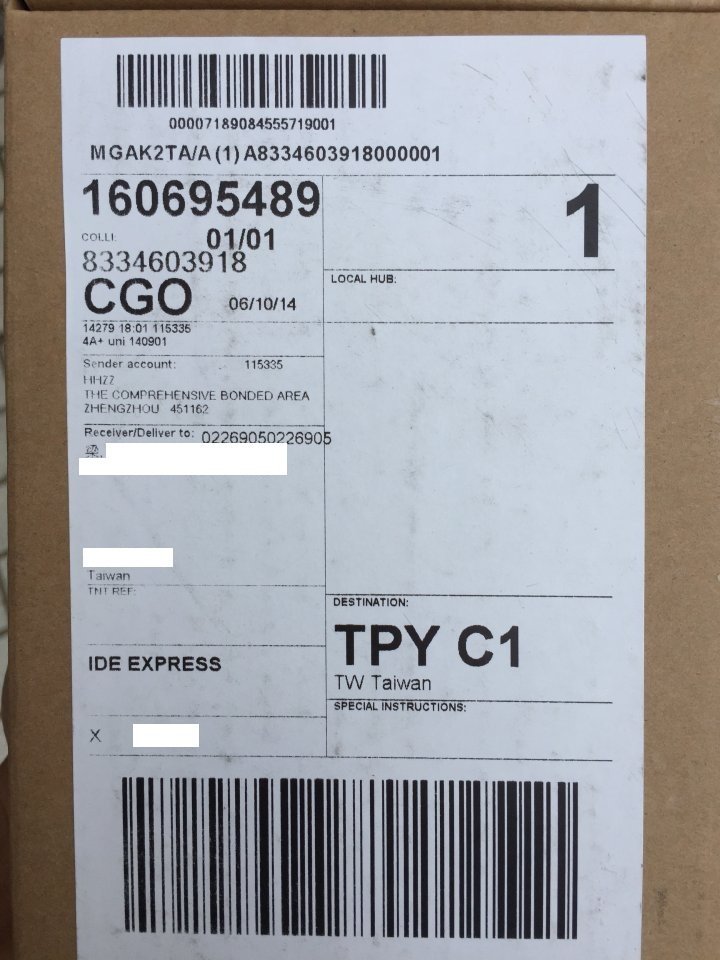 00007189084555719001
MGAK2TA/A (1) A8334603918000001
160695489
1
COLLI: 01/01
8334603918
LOCAL HUB:
CGO 06/10/14
14279 18:01 115335
4A+ uni 140901
Sender account: 115335
HHZZ
THE COMPREHENSIVE BONDED AREA
ZHENGZHOU 451162
Receiver/Deliver to: 02269050226905
Taiwan
TNT REF:
DESTINATION:
TPY C1
TW Taiwan
IDE EXPRESS
SPECIAL INSTRUCTIONS:
X